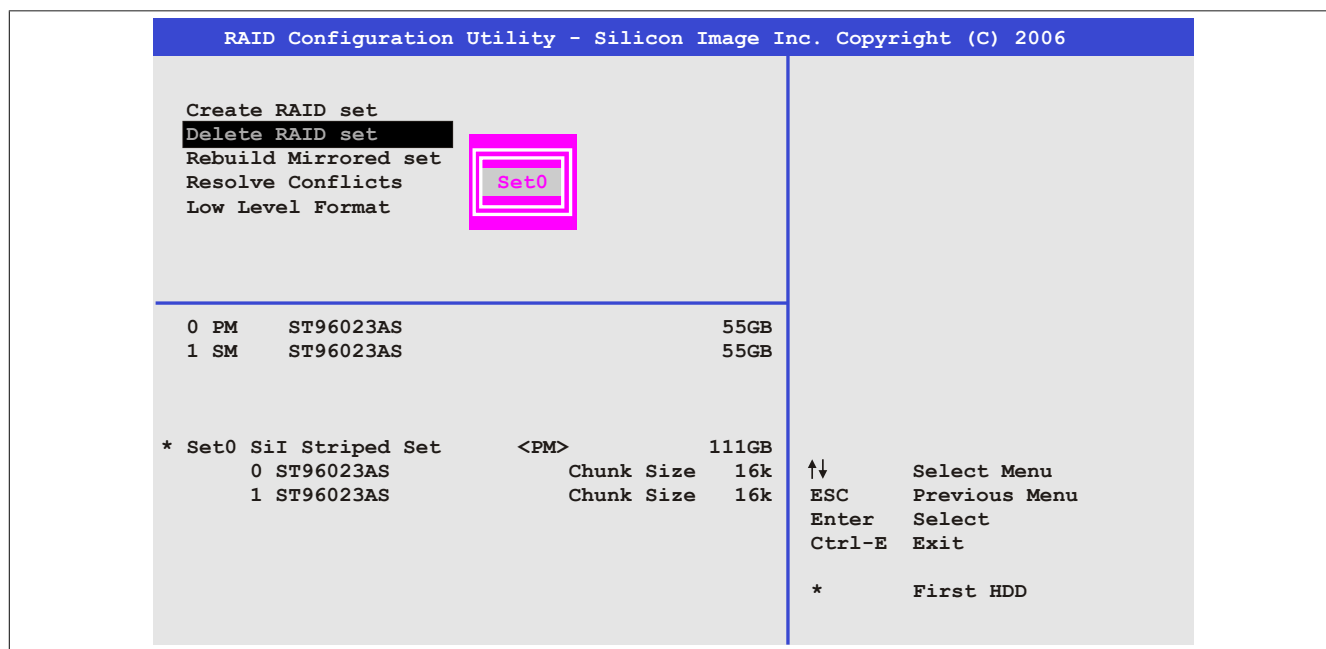 RAID Configuration Utility - Silicon Image Inc. Copyright (C) 2006
Create RAID set
Delete RAID set
Rebuild Mirrored set
Resolve Conflicts
Low Level Format
Set0
0 PM ST96023AS 55GB
1 SM ST96023AS 55GB
* Set0 SiI Striped Set <PM> 111GB
0 ST96023AS Chunk Size 16k
1 ST96023AS Chunk Size 16k
↑↓ Select Menu
ESC Previous Menu
Enter Select
Ctrl-E Exit
* First HDD